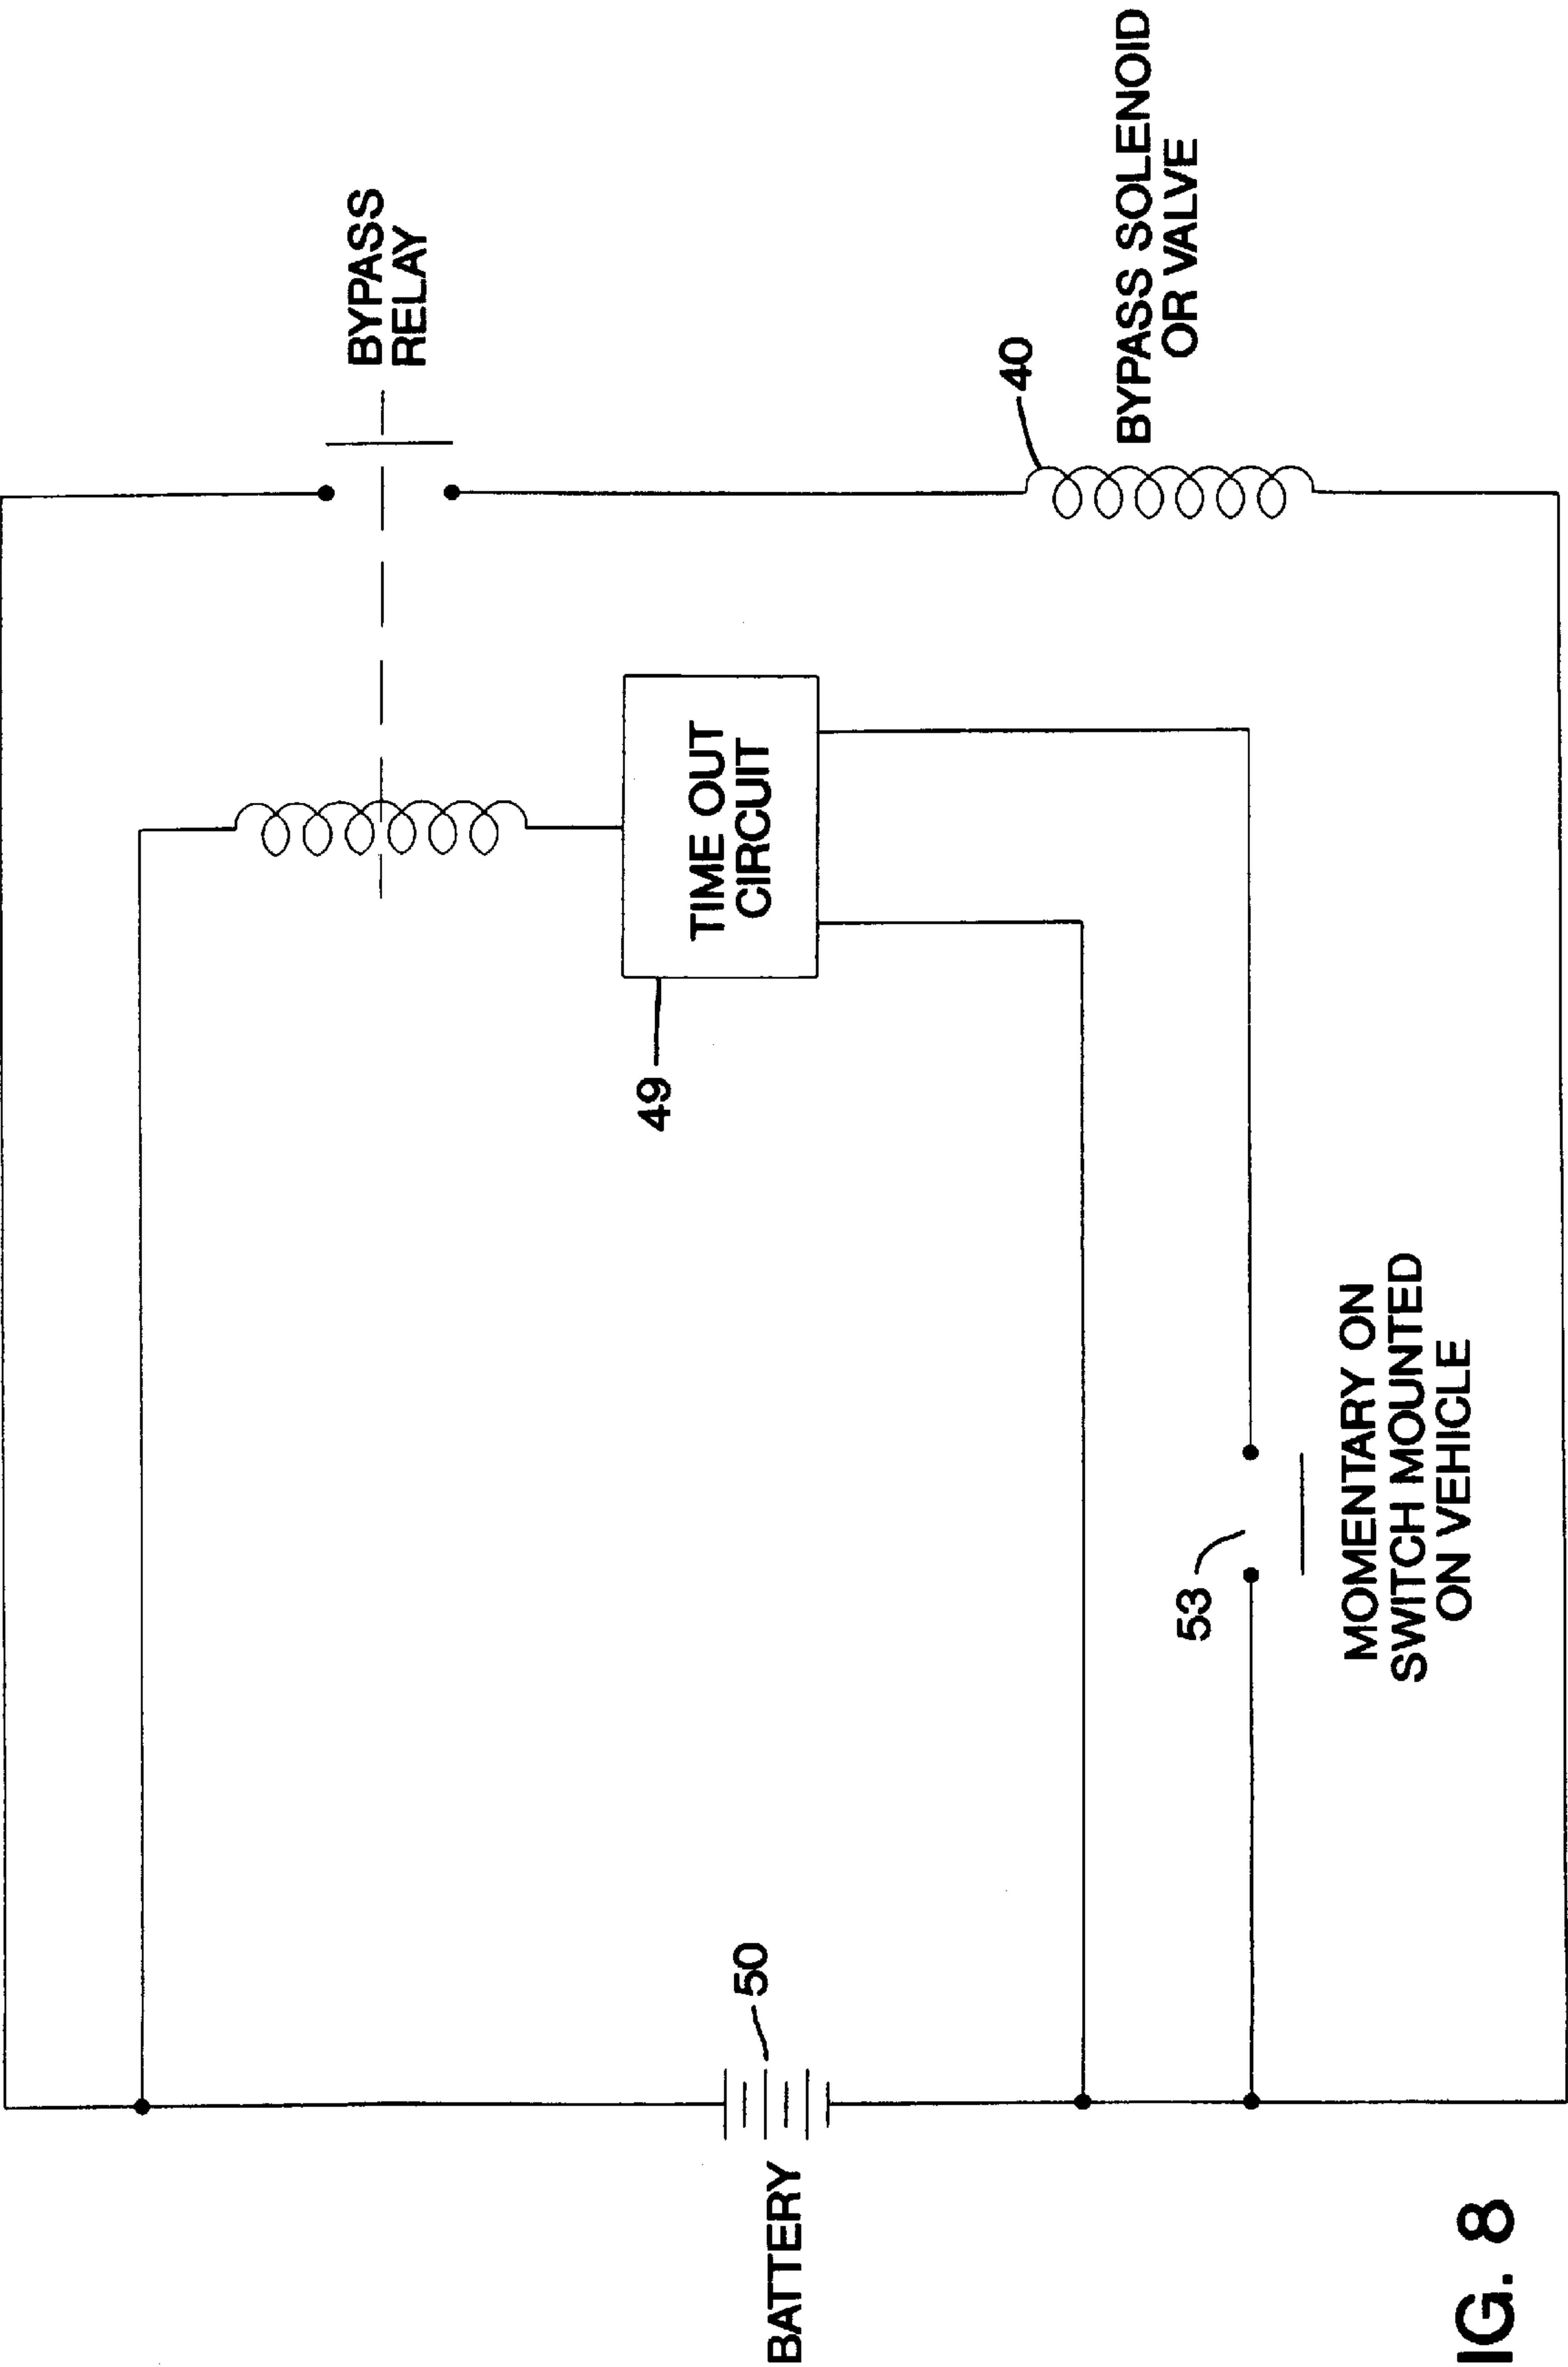 BYPASS
RELAY
40
BYPASS SOLENOID
OR VALVE
TIME OUT
CIRCUIT
49
53
MOMENTARY ON
SWITCH MOUNTED
ON VEHICLE
50
BATTERY
IG. 8